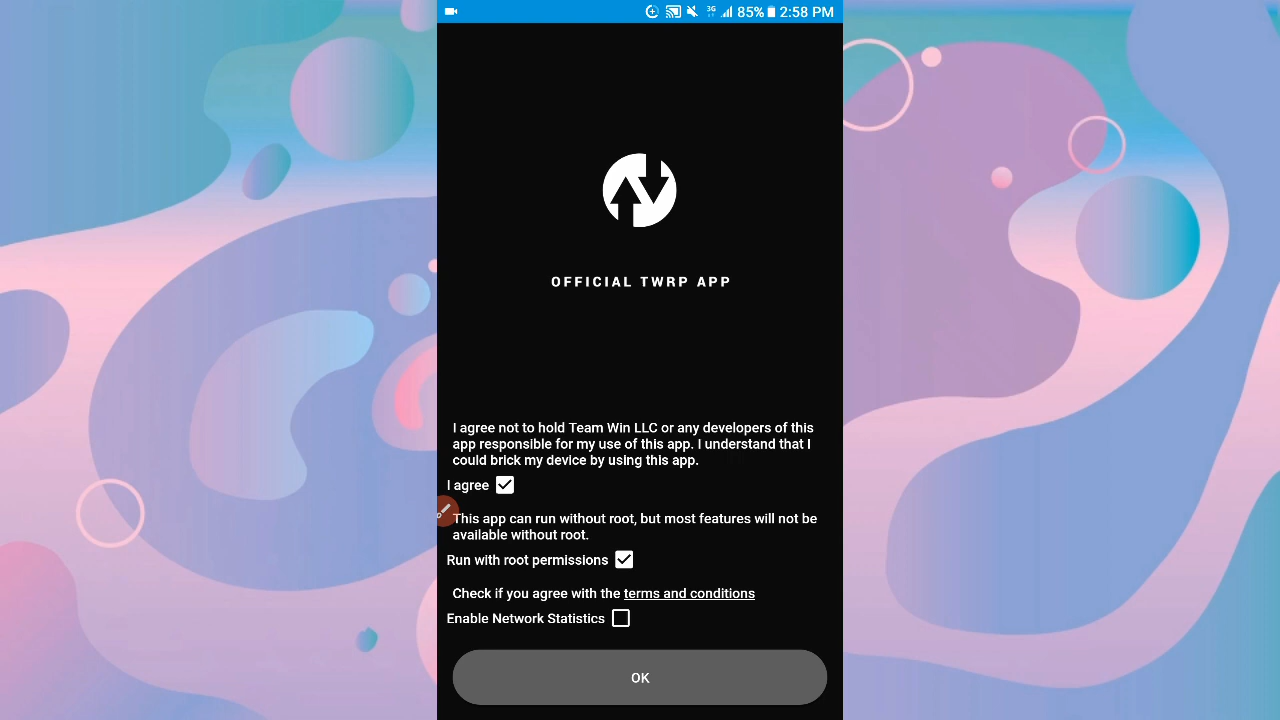 3G 85% 2:58 PM
OFFICIAL TWRP APP
I agree not to hold Team Win LLC or any developers of this
app responsible for my use of this app. I understand that I
could brick my device by using this app.
I agree
This app can run without root, but most features will not be
available without root.
Run with root permissions
Check if you agree with the terms and conditions
Enable Network Statistics
OK